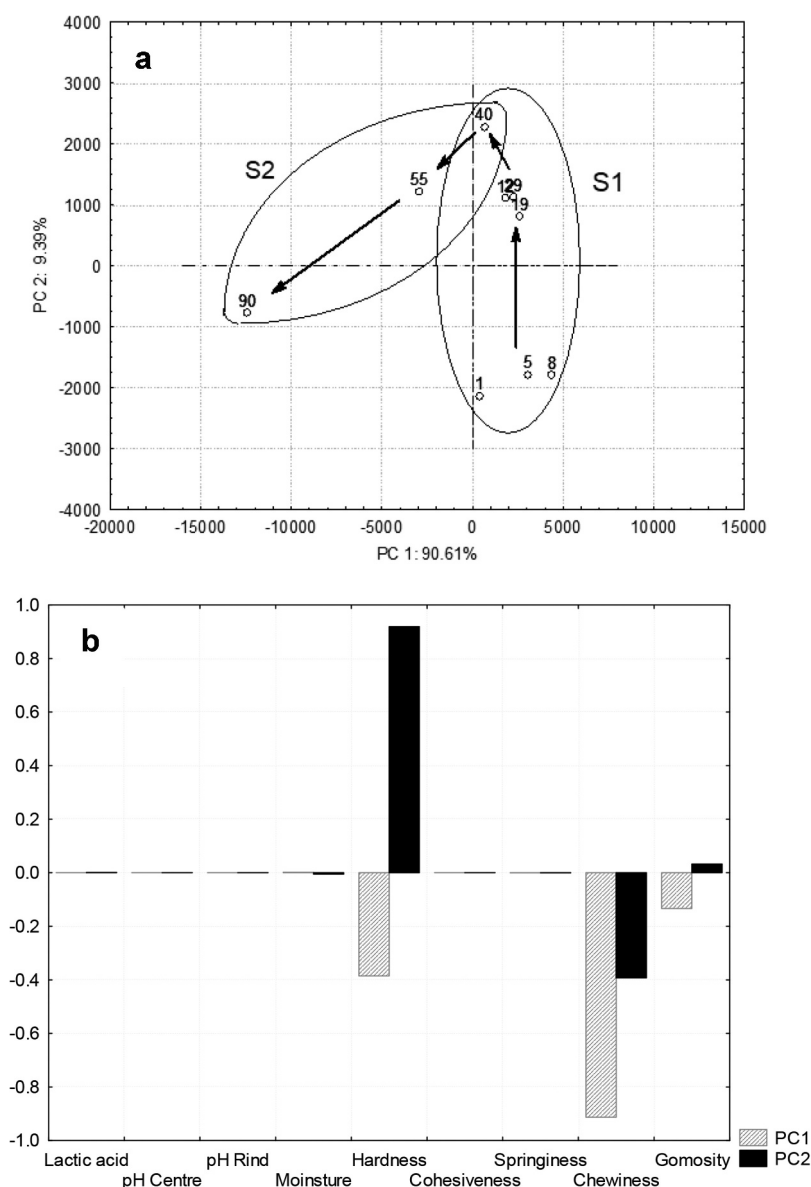 a
4000
3000
2000
1000
0
-1000
-2000
-3000
-4000
PC 2: 9.39%
S2
S1
40
55
12 29
19
90
5 8
1
-20000 -15000 -10000 -5000 0 5000 10000 15000
PC 1: 90.61%
b
1.0
0.8
0.6
0.4
0.2
0.0
-0.2
-0.4
-0.6
-0.8
-1.0
PC1
PC2
Lactic acid pH Rind Hardness Springiness Gomosity
pH Centre Moinsture Cohesiveness Chewiness